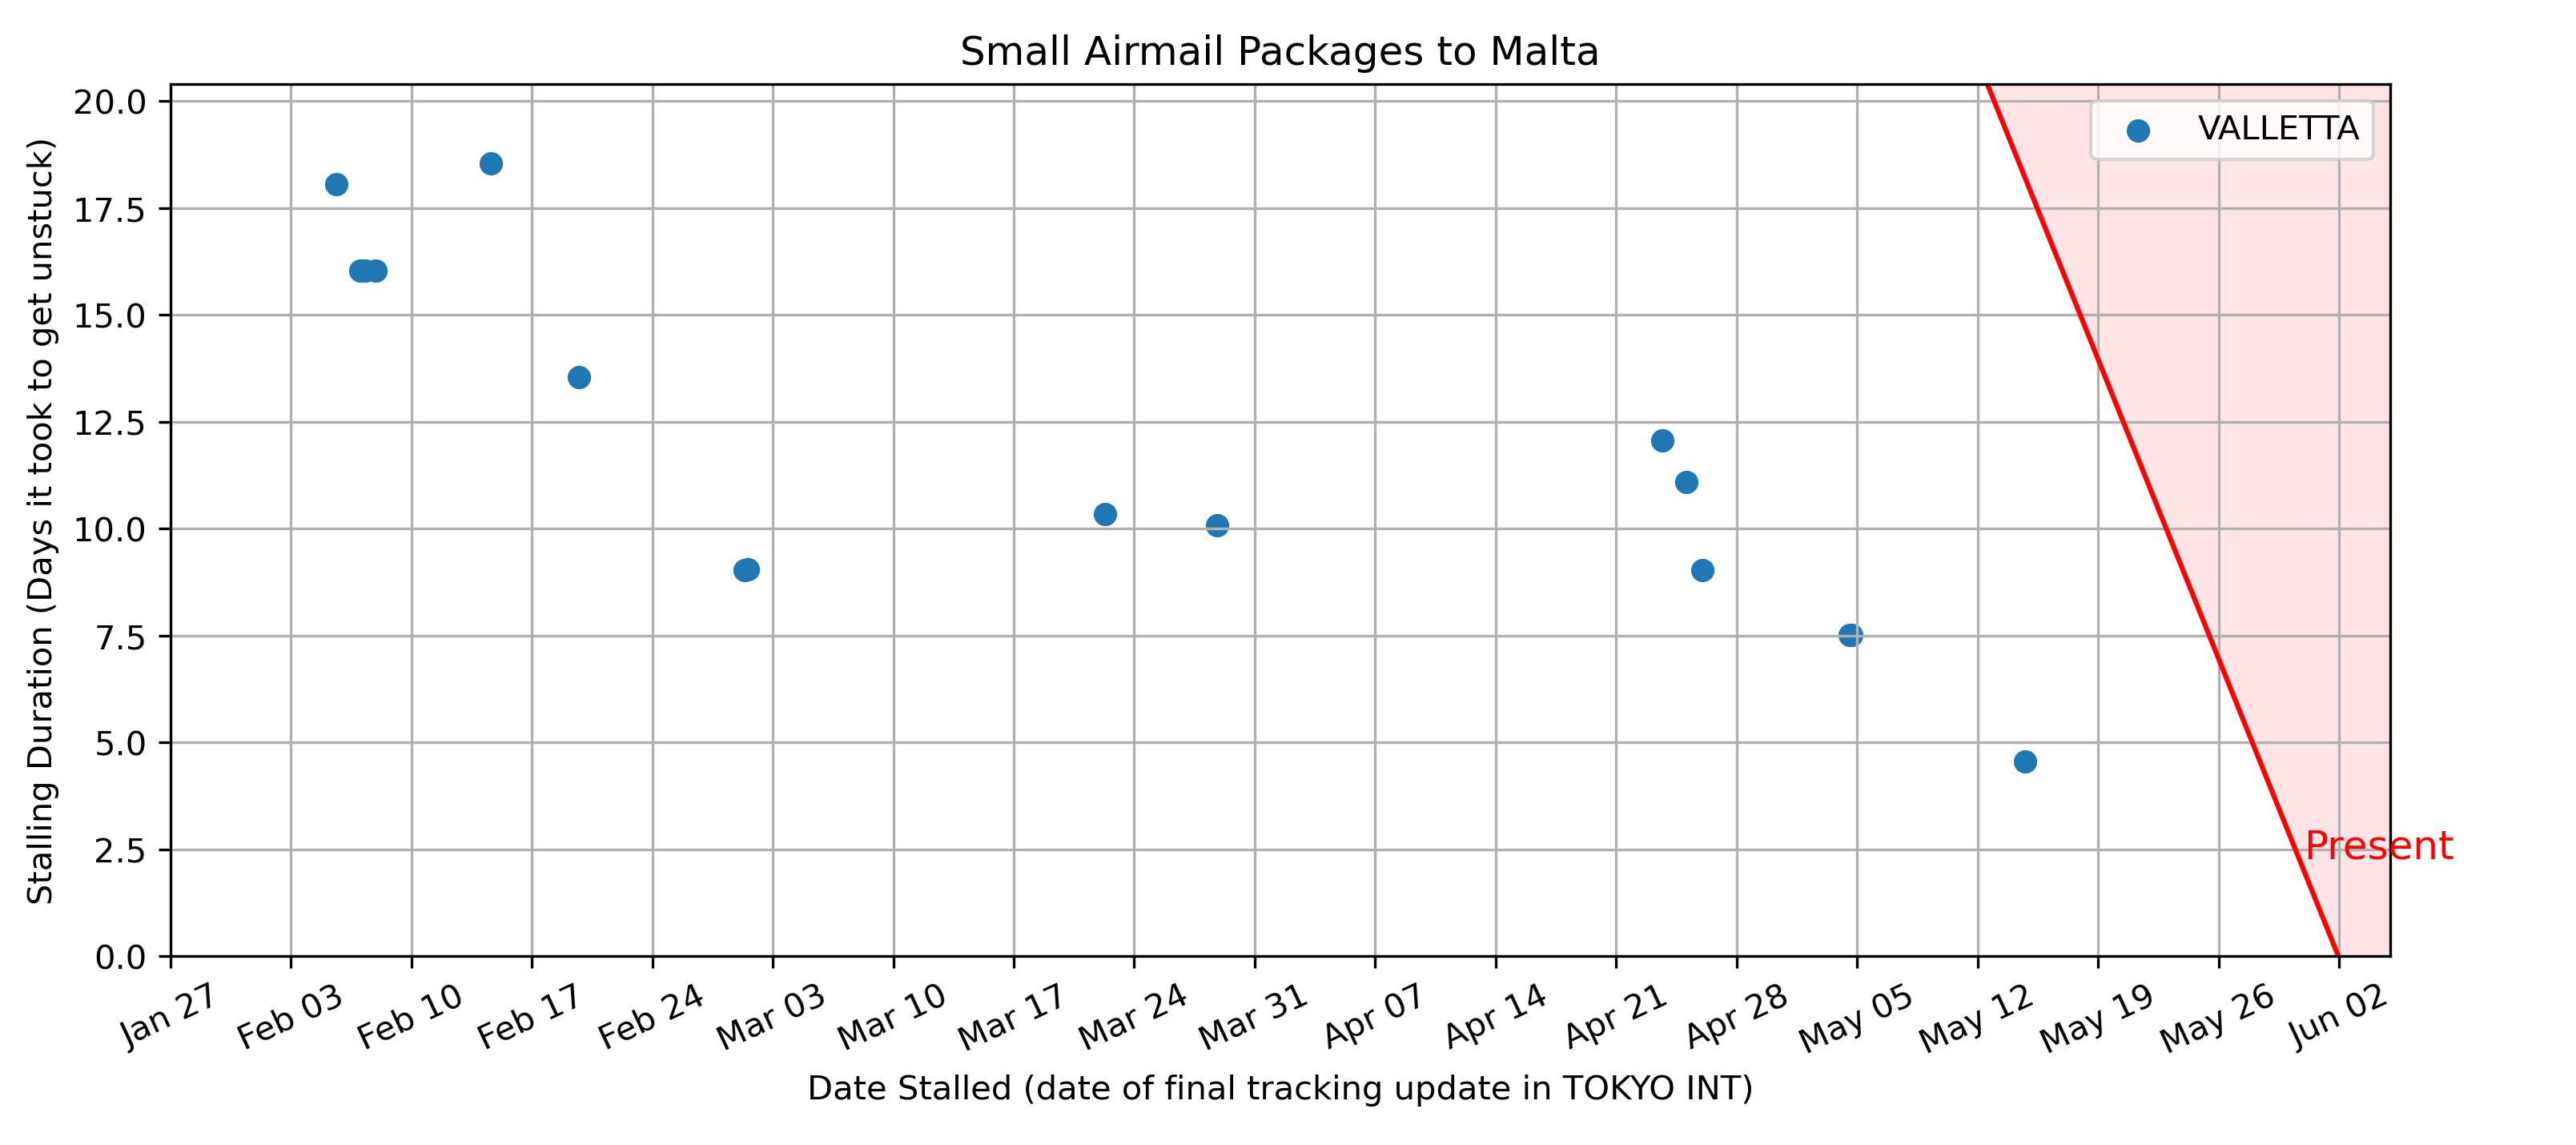 Small Airmail Packages to Malta
Stalling Duration (Days it took to get unstuck)
20.0
17.5
15.0
12.5
10.0
7.5
5.0
2.5
0.0
VALLETTA
Present
Jan 27
Feb 03
Feb 10
Feb 17
Feb 24
Mar 03
Mar 10
Mar 17
Mar 24
Mar 31
Apr 07
Apr 14
Apr 21
Apr 28
May 05
May 12
May 19
May 26
Jun 02
Date Stalled (date of final tracking update in TOKYO INT)